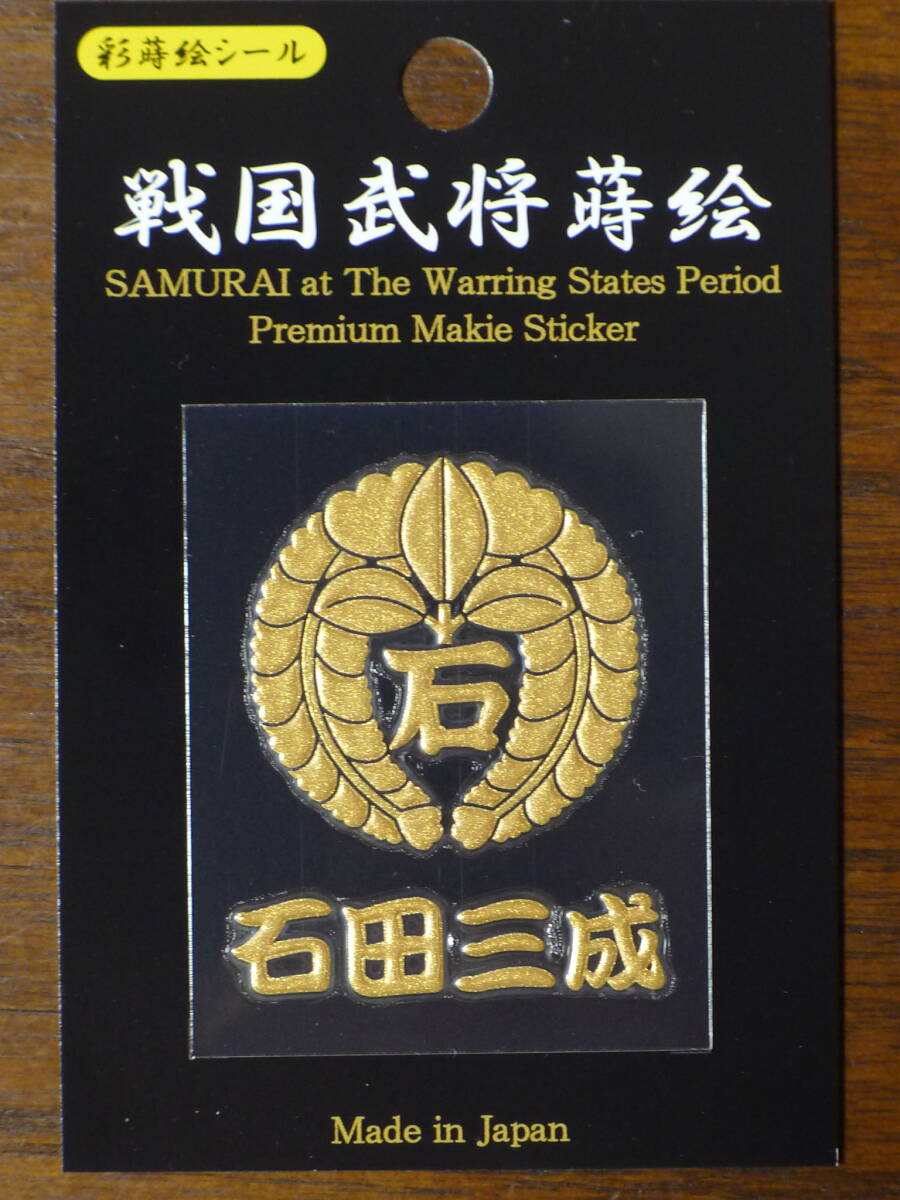 彩蒔絵シール
戦国武将蒔絵
SAMURAI at The Warring States Period
Premium Makie Sticker
石
石田三成
Made in Japan